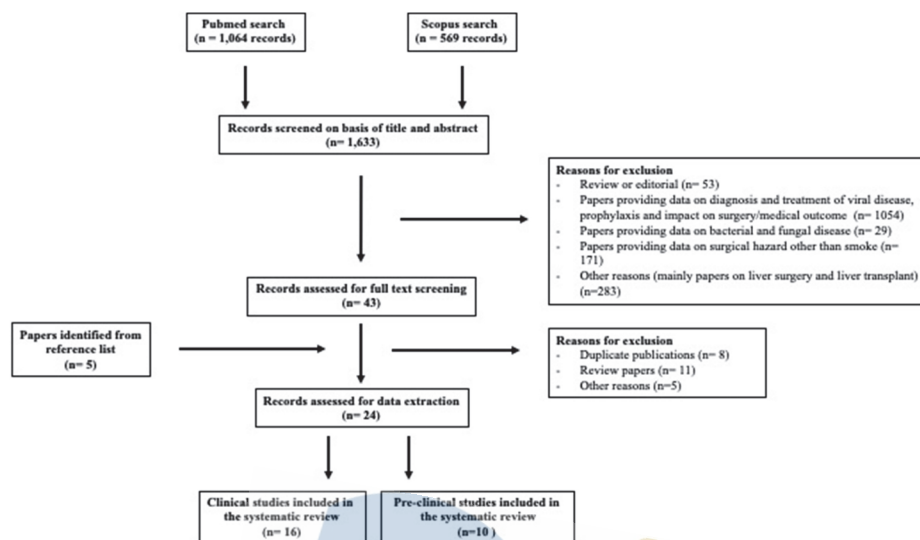 Pubmed search
(n = 1,064 records)
Scopus search
(n = 569 records)
Records screened on basis of title and abstract
(n= 1,633)
Reasons for exclusion
- Review or editorial (n= 53)
- Papers providing data on diagnosis and treatment of viral disease,
prophylaxis and impact on surgery/medical outcome (n= 1054)
- Papers providing data on bacterial and fungal disease (n= 29)
- Papers providing data on surgical hazard other than smoke (n=
171)
- Other reasons (mainly papers on liver surgery and liver transplant)
(n=283)
Records assessed for full text screening
(n= 43)
Papers identified from
reference list
(n= 5)
Reasons for exclusion
- Duplicate publications (n= 8)
- Review papers (n= 11)
- Other reasons (n=5)
Records assessed for data extraction
(n= 24)
Clinical studies included in
the systematic review
(n= 16)
Pre-clinical studies included in
the systematic review
(n=10 )